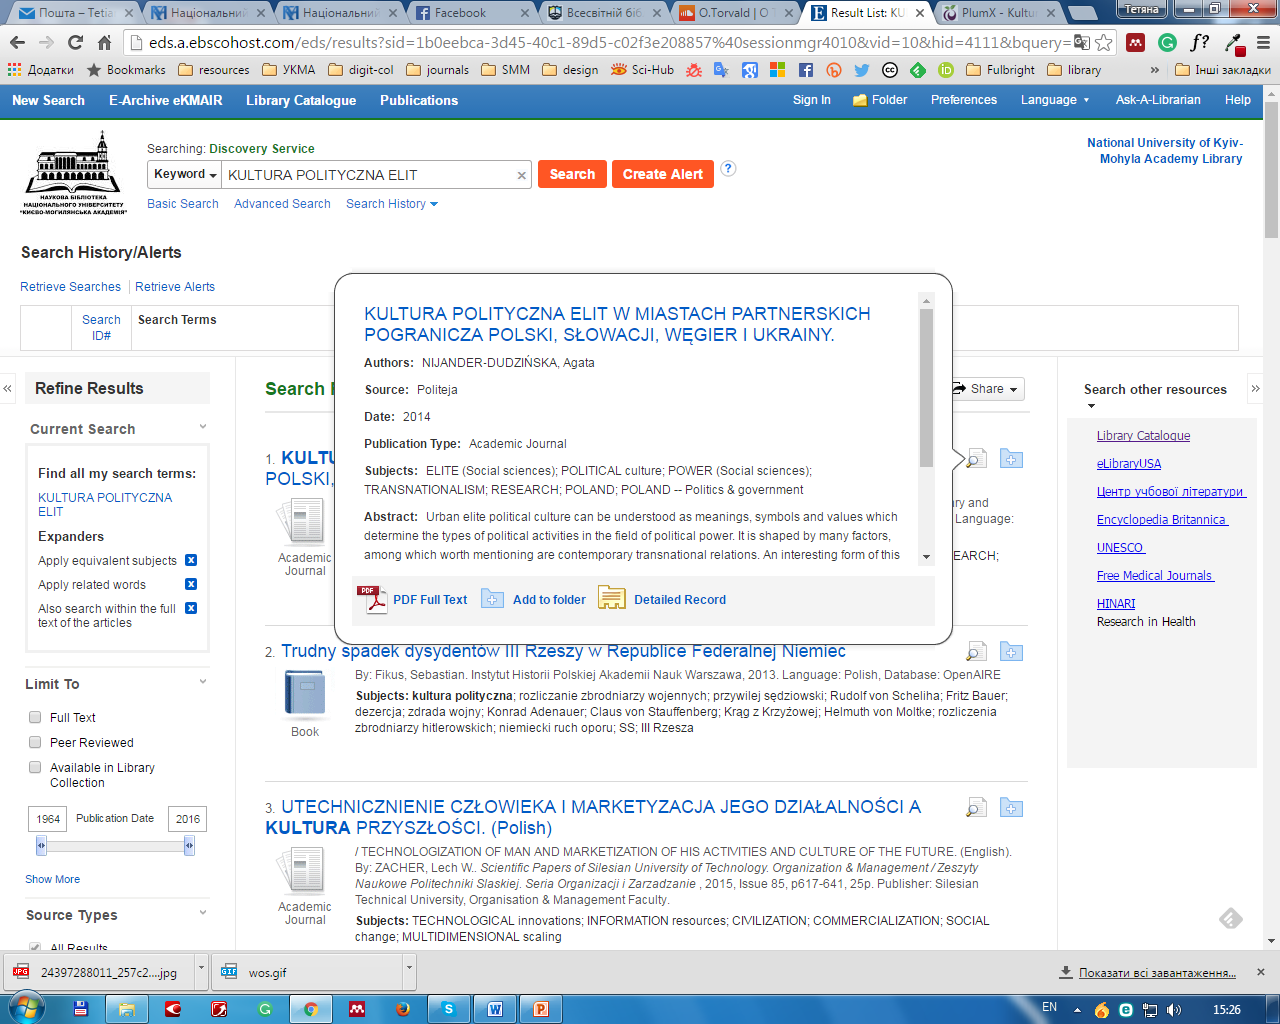 Пошта – Tetian
Національний
Національний
Facebook
Всесвітній біб
O.Torvald | O T
Result List: KU
PlumX - Kultu
Тетяна
eds.a.ebscohost.com/eds/results?sid=1b0eebca-3d45-40c1-89d5-c02f3e208857%40sessionmgr4010&vid=10&hid=4111&bquery=
Додатки
Bookmarks
resources
УКМА
digit-col
journals
SMM
design
Sci-Hub
Fulbright
library
»
Інші закладки
New Search
E-Archive eKMAIR
Library Catalogue
Publications
Sign In
Folder
Preferences
Language
Ask-A-Librarian
Help
НАУКОВА БІБЛІОТЕКА
НАЦІОНАЛЬНОГО УНІВЕРСИТЕТУ
"КИЄВО-МОГИЛЯНСЬКА АКАДЕМІЯ"
Searching: Discovery Service
Keyword
KULTURA POLITYCZNA ELIT
Search
Create Alert
?
Basic Search
Advanced Search
Search History
National University of Kyiv-
Mohyla Academy Library
Search History/Alerts
Retrieve Searches
Retrieve Alerts
Search
ID#
Search Terms
KULTURA POLITYCZNA ELIT W MIASTACH PARTNERSKICH
POGRANICZA POLSKI, SŁOWACJI, WĘGIER I UKRAINY.
Authors: NIJANDER-DUDZIŃSKA, Agata
Source: Politeja
Date: 2014
Publication Type: Academic Journal
Subjects: ELITE (Social sciences); POLITICAL culture; POWER (Social sciences);
TRANSNATIONALISM; RESEARCH; POLAND; POLAND -- Politics & government
Abstract: Urban elite political culture can be understood as meanings, symbols and values which
determine the types of political activities in the field of political power. It is shaped by many factors,
among which worth mentioning are contemporary transnational relations. An interesting form of this
PDF
PDF Full Text
Add to folder
Detailed Record
«
Refine Results
Current Search
Find all my search terms:
KULTURA POLITYCZNA
ELIT
Expanders
Apply equivalent subjects
Apply related words
Also search within the full
text of the articles
Limit To
Full Text
Peer Reviewed
Available in Library
Collection
1964
Publication Date
2016
Show More
Source Types
All Results
Search
Share
1. KULTU
POLSKI,
ry and
Language:
EARCH;
Academic
Journal
2. Trudny spadek dysydentów III Rzeszy w Republice Federalnej Niemiec
By: Fikus, Sebastian. Instytut Historii Polskiej Akademii Nauk Warszawa, 2013. Language: Polish, Database: OpenAIRE
Subjects: kultura polityczna; rozliczanie zbrodniarzy wojennych; przywilej sędziowski; Rudolf von Scheliha; Fritz Bauer;
dezercja; zdrada wojny; Konrad Adenauer; Claus von Stauffenberg; Krąg z Krzyżowej; Helmuth von Moltke; rozliczenia
zbrodniarzy hitlerowskich; niemiecki ruch oporu; SS; III Rzesza
Book
3. UTECHNICZNIENIE CZŁOWIEKA I MARKETYZACJA JEGO DZIAŁALNOŚCI A
KULTURA PRZYSZŁOŚCI. (Polish)
/ TECHNOLOGIZATION OF MAN AND MARKETIZATION OF HIS ACTIVITIES AND CULTURE OF THE FUTURE. (English).
By: ZACHER, Lech W.. Scientific Papers of Silesian University of Technology. Organization & Management / Zeszyty
Naukowe Politechniki Slaskiej. Seria Organizacji i Zarzadzanie , 2015, Issue 85, p617-641, 25p. Publisher: Silesian
Technical University, Organisation & Management Faculty.
Subjects: TECHNOLOGICAL innovations; INFORMATION resources; CIVILIZATION; COMMERCIALIZATION; SOCIAL
change; MULTIDIMENSIONAL scaling
Academic
Journal
Search other resources
»
Library Catalogue
eLibraryUSA
Центр учбової літератури
Encyclopedia Britannica
UNESCO
Free Medical Journals
HINARI
Research in Health
24397288011_257c2....jpg
wos.gif
Показати всі завантаження...
EN
15:26